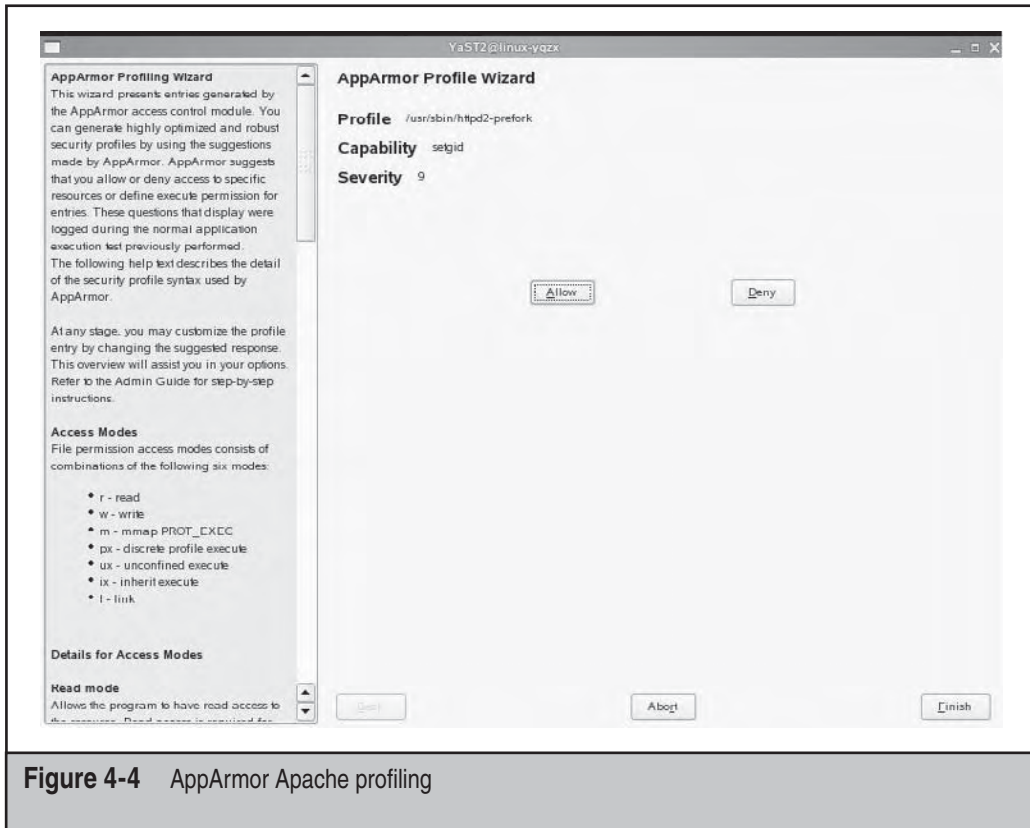 YaST2@linux-yqzx
AppArmor Profiling Wizard
This wizard presents entries generated by
the AppArmor access control module. You
can generate highly optimized and robust
security profiles by using the suggestions
made by AppArmor. AppArmor suggests
that you allow or deny access to specific
resources or define execute permission for
entries. These questions that display were
logged during the normal application
execution test previously performed.
The following help text describes the detail
of the security profile syntax used by
AppArmor.
At any stage, you may customize the profile
entry by changing the suggested response.
This overview will assist you in your options.
Refer to the Admin Guide for step-by-step
instructions.
Access Modes
File permission access modes consists of
combinations of the following six modes:
• r - read
• w - write
• m - mmap PROT_EXEC
• px - discrete profile execute
• ux - unconfined execute
• ix - inherit execute
• l - link
Details for Access Modes
Read mode
Allows the program to have read access to
the resource. Read access is required for
AppArmor Profile Wizard
Profile /usr/sbin/httpd2-prefork
Capability setgid
Severity 9
Allow
Deny
Back
Abort
Finish
Figure 4-4 AppArmor Apache profiling